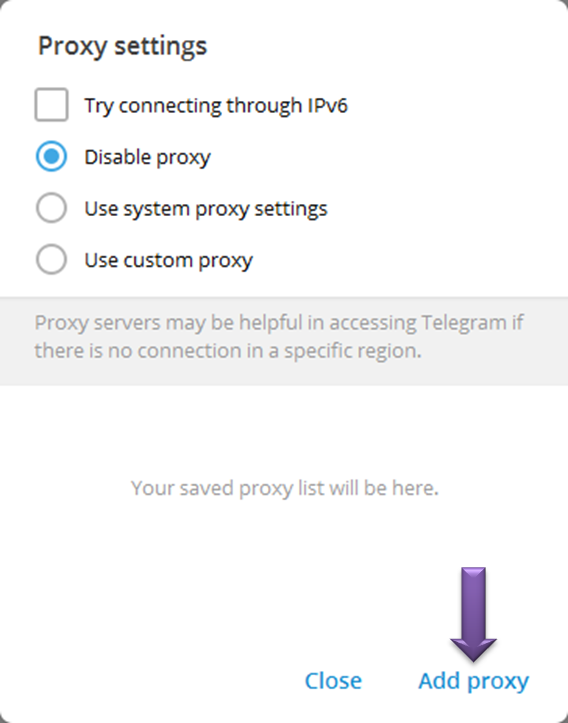 Proxy settings
Try connecting through IPv6
Disable proxy
Use system proxy settings
Use custom proxy
Proxy servers may be helpful in accessing Telegram if
there is no connection in a specific region.
Your saved proxy list will be here.
Close Add proxy